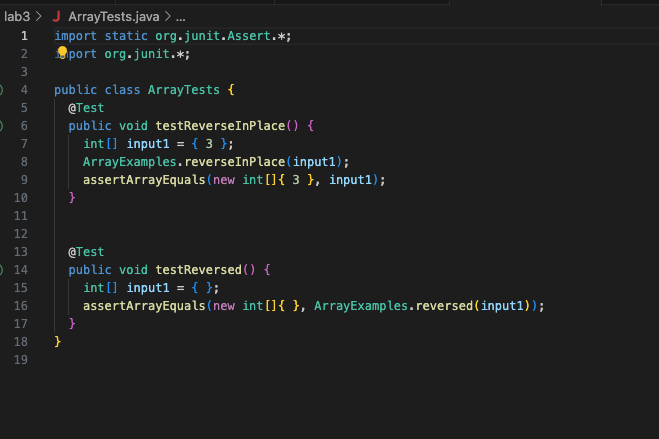 lab3 > J ArrayTests.java > ...
1 import static org.junit.Assert.*;
2 import org.junit.*;
3
4 public class ArrayTests {
5 @Test
6 public void testReverseInPlace() {
7 int[] input1 = { 3 };
8 ArrayExamples.reverseInPlace(input1);
9 assertArrayEquals(new int[]{ 3 }, input1);
10 }
11
12
13 @Test
14 public void testReversed() {
15 int[] input1 = { };
16 assertArrayEquals(new int[]{ }, ArrayExamples.reversed(input1));
17 }
18 }
19